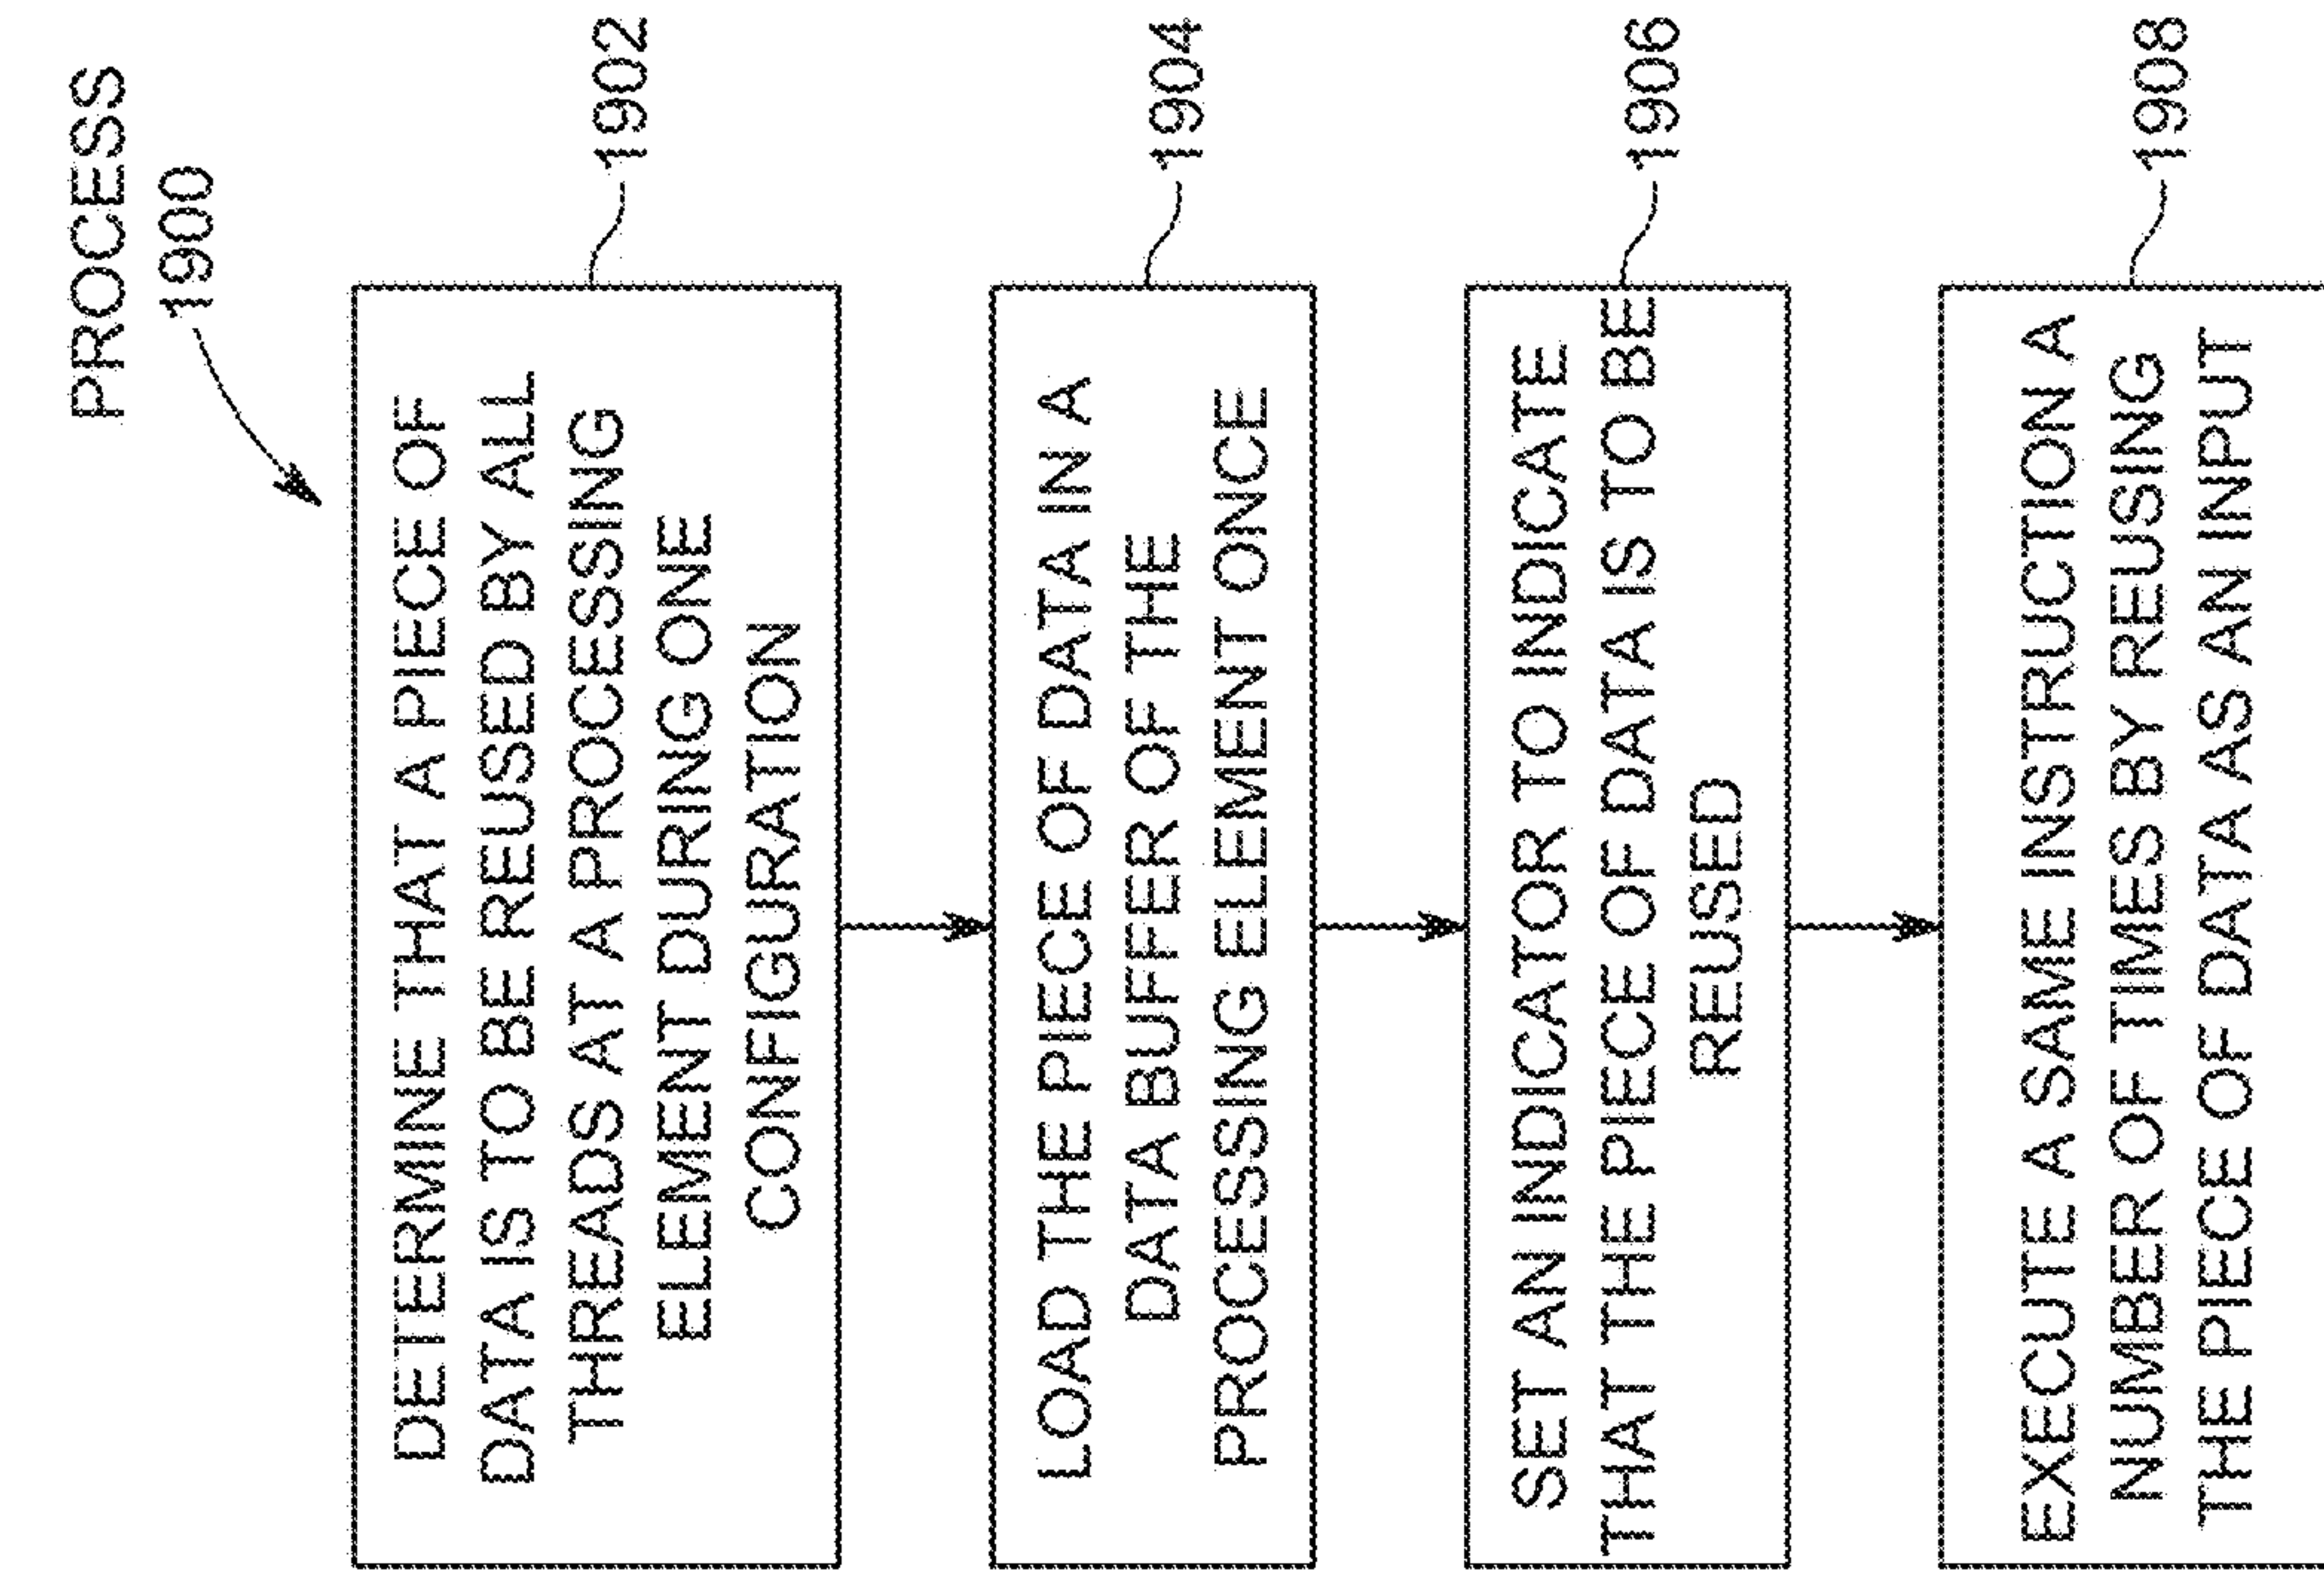 PROCESS
1900
DETERMINE THAT A PIECE OF
DATA IS TO BE REUSED BY ALL
THREADS AT A PROCESSING
ELEMENT DURING ONE
CONFIGURATION
1902
LOAD THE PIECE OF DATA IN A
DATA BUFFER OF THE
PROCESSING ELEMENT ONCE
1904
SET AN INDICATOR TO INDICATE
THAT THE PIECE OF DATA IS TO BE
REUSED
1906
EXECUTE A SAME INSTRUCTION A
NUMBER OF TIMES BY REUSING
THE PIECE OF DATA AS AN INPUT
1908